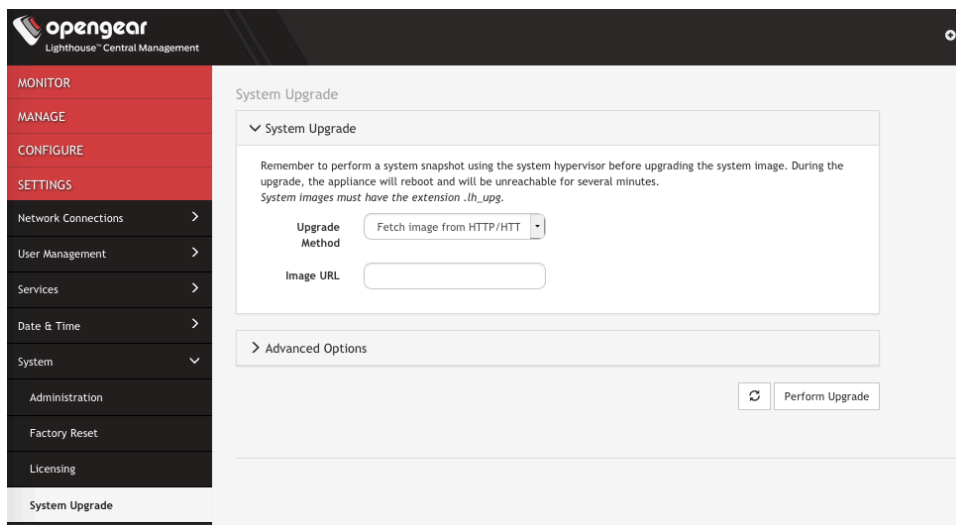 opengear
Lighthouse™ Central Management
MONITOR
MANAGE
CONFIGURE
SETTINGS
Network Connections
User Management
Services
Date & Time
System
Administration
Factory Reset
Licensing
System Upgrade
System Upgrade
System Upgrade
Remember to perform a system snapshot using the system hypervisor before upgrading the system image. During the
upgrade, the appliance will reboot and will be unreachable for several minutes.
System images must have the extension .lh_upg.
Upgrade
Method
Fetch image from HTTP/HTT
Image URL
Advanced Options
Perform Upgrade